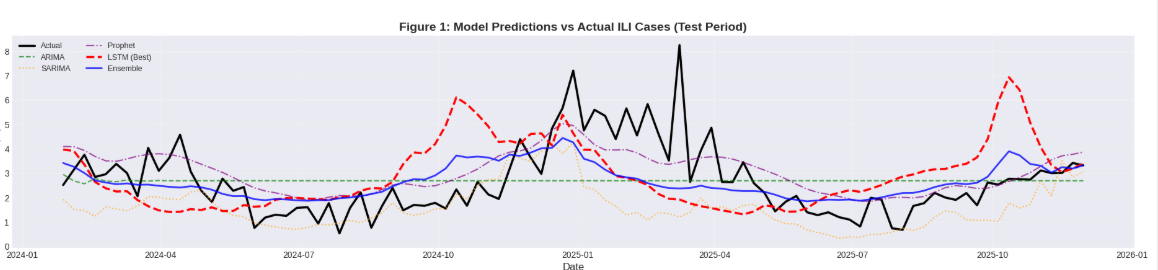 Figure 1: Model Predictions vs Actual ILI Cases (Test Period)
Actual
ARIMA
SARIMA
Prophet
LSTM (Best)
Ensemble
8
7
6
5
4
3
2
1
0
2024-01
2024-04
2024-07
2024-10
2025-01
2025-04
2025-07
2025-10
2026-01
Date